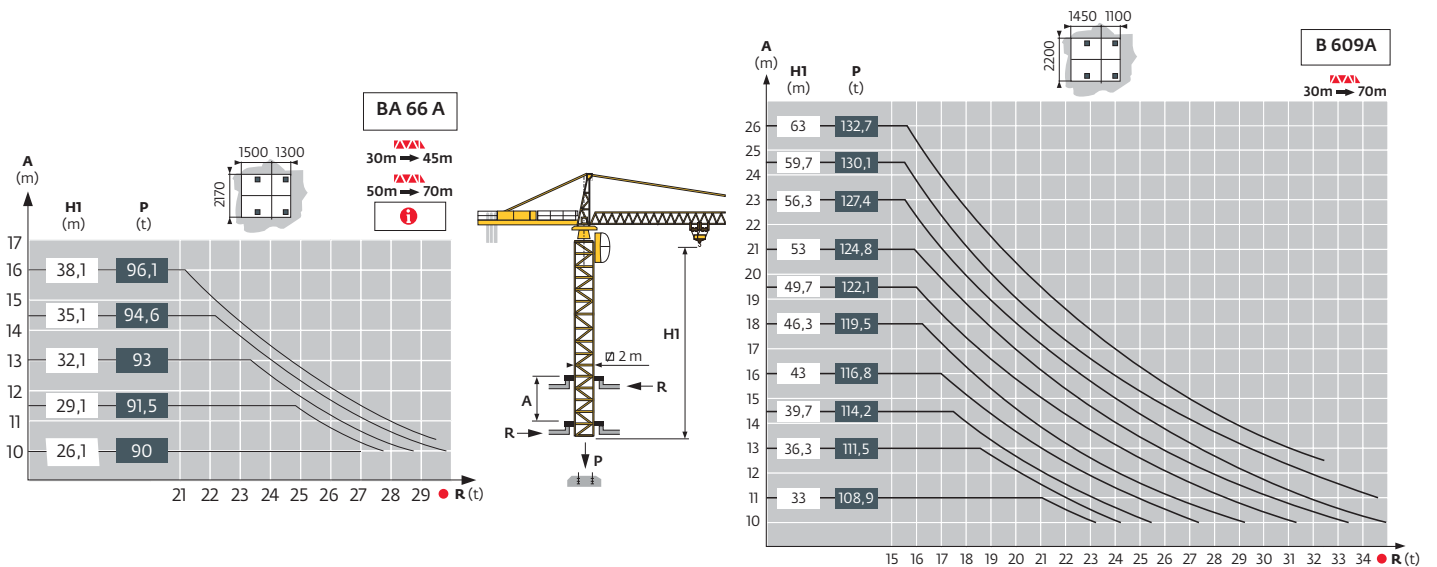 BA 66 A
30m → 45m
50m → 70m
i
1500 1300
2170
A
(m)
H1
(m)
P
(t)
17
16 38,1 96,1
15
35,1 94,6
14
13 32,1 93
12
29,1 91,5
11
10 26,1 90
21 22 23 24 25 26 27 28 29 R (t)
H1
2 m
R
A
R
P
1450 1100
2200
B 609A
30m → 70m
A
(m)
H1
(m)
P
(t)
26 63 132,7
25
59,7 130,1
24
23 56,3 127,4
22
21 53 124,8
20
49,7 122,1
19
18 46,3 119,5
17
16 43 116,8
15
39,7 114,2
14
13 36,3 111,5
12
11 33 108,9
10
15 16 17 18 19 20 21 22 23 24 25 26 27 28 29 30 31 32 33 34 R (t)